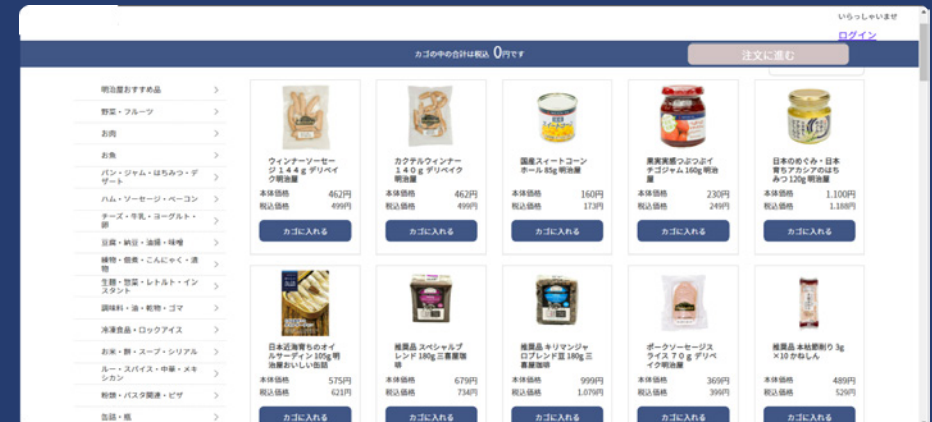 いらっしゃいませ
ログイン
カゴの中の合計は税込 0円です
注文に進む
明治屋おすすめ品
野菜・フルーツ
お肉
お魚
パン・ジャム・はちみつ・デ
ザート
ハム・ソーセージ・ベーコン
チーズ・牛乳・ヨーグルト・
卵
豆腐・納豆・油揚・味噌
練物・佃煮・こんにゃく・漬
物
生麺・惣菜・レトルト・イン
スタント
調味料・油・乾物・ゴマ
冷凍食品・ロックアイス
お米・餅・スープ・シリアル
ルー・スパイス・中華・メキ
シカン
粉類・パスタ関連・ピザ
缶詰・瓶
ウィンナーソーセー
ジ144g デリベイ
ク明治屋
本体価格 462円
税込価格 499円
カゴに入れる
カクテルウィンナー
140g デリベイク
明治屋
本体価格 462円
税込価格 499円
カゴに入れる
国産スィートコーン
ホール 85g 明治屋
本体価格 160円
税込価格 173円
カゴに入れる
果実実感つぶつぶイ
チゴジャム 160g 明治
屋
本体価格 230円
税込価格 249円
カゴに入れる
日本のめぐみ・日本
育ちアカシアのはち
みつ 120g 明治屋
本体価格 1,100円
税込価格 1,188円
カゴに入れる
日本近海育ちのオイ
ルサーディン 105g 明
治屋おいしい缶詰
本体価格 575円
税込価格 621円
カゴに入れる
推奨品 スペシャルブ
レンド 180g 三喜屋珈
琲
本体価格 679円
税込価格 734円
カゴに入れる
推奨品 キリマンジャ
ロブレンド豆 180g 三
喜屋珈琲
本体価格 999円
税込価格 1,079円
カゴに入れる
ポークソーセージス
ライス 70g デリベ
イク明治屋
本体価格 369円
税込価格 399円
カゴに入れる
推奨品 本枯節削り 3g
×10 かねしん
本体価格 489円
税込価格 529円
カゴに入れる